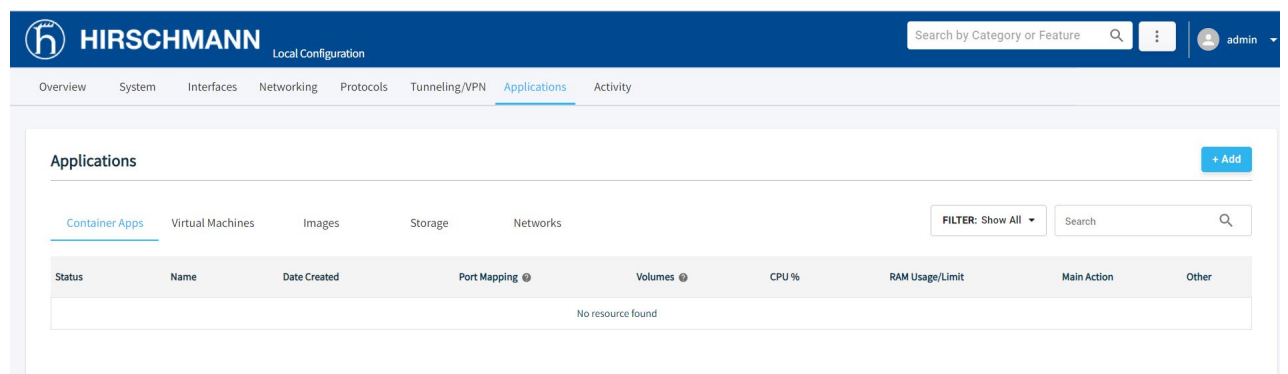 HIRSCHMANN
Local Configuration
Search by Category or Feature
admin
Overview System Interfaces Networking Protocols Tunneling/VPN Applications Activity
Applications
+ Add
Container Apps Virtual Machines Images Storage Networks
FILTER: Show All
Search
Status Name Date Created Port Mapping Volumes CPU % RAM Usage/Limit Main Action Other
No resource found